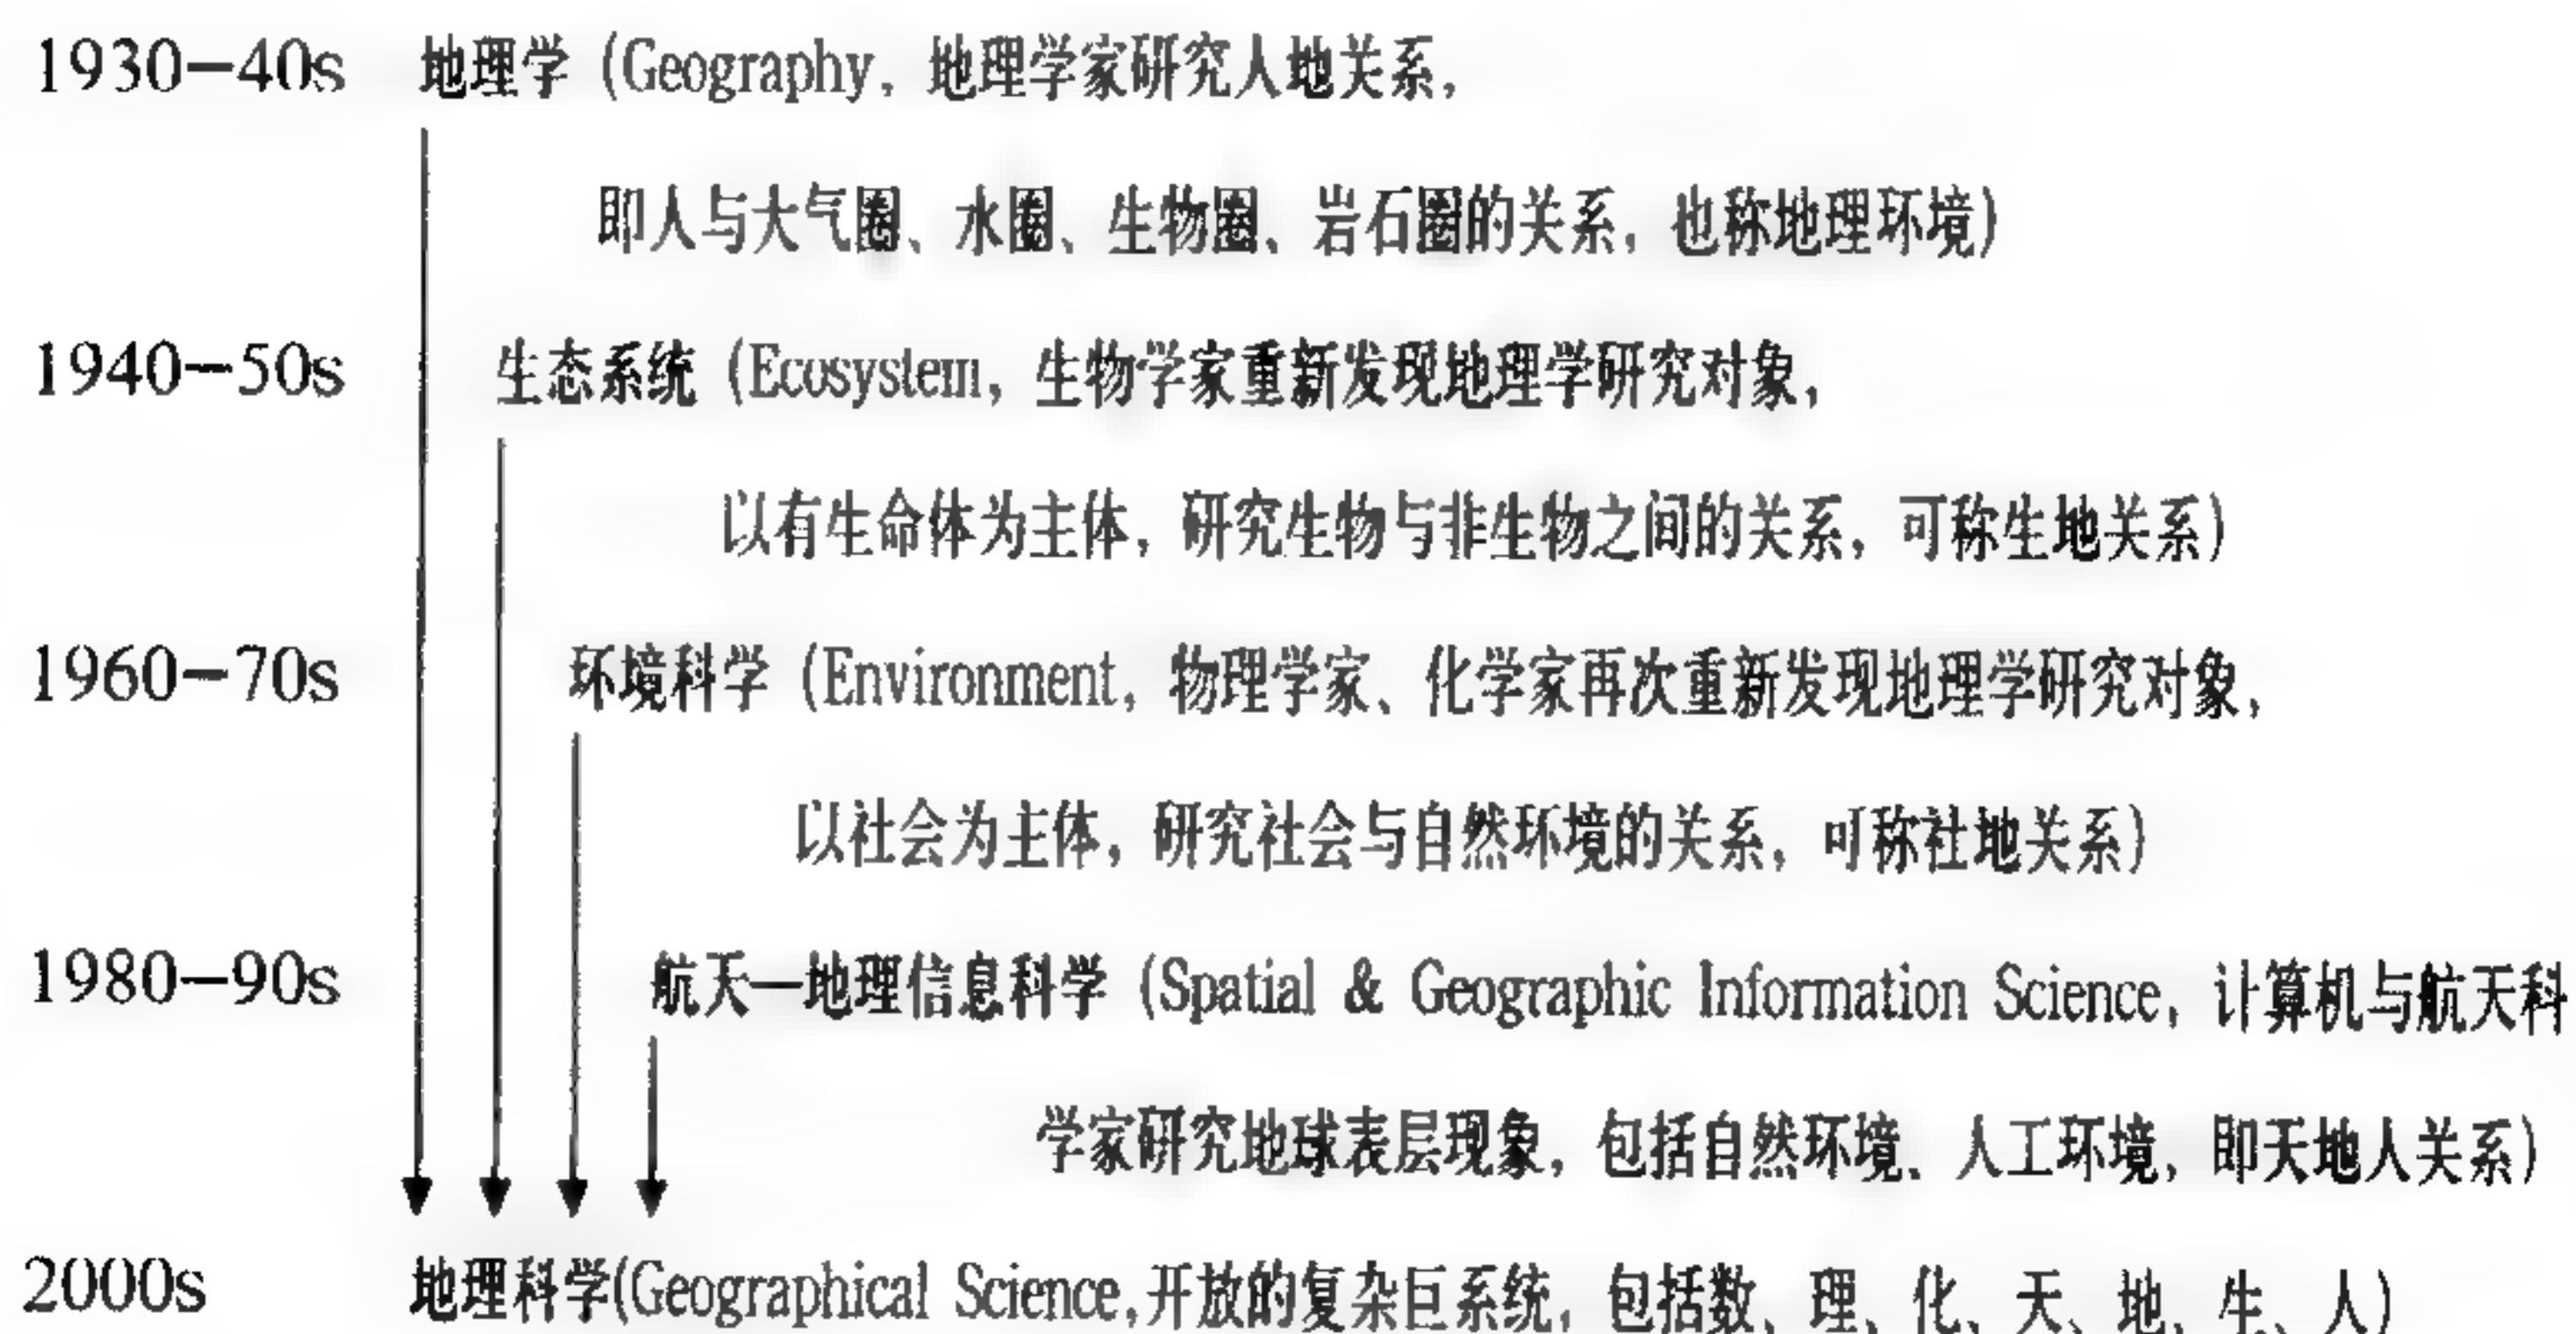 1930-40s 地理学 (Geography, 地理学家研究人地关系,
即人与大气圈、水圈、生物圈、岩石圈的关系, 也称地理环境)
1940-50s 生态系统 (Ecosystem, 生物学家重新发现地理学研究对象,
以有生命体为主体, 研究生物与非生物之间的关系, 可称生地关系)
1960-70s 环境科学 (Environment, 物理学家、化学家再次重新发现地理学研究对象,
以社会为主体, 研究社会与自然环境的关系, 可称社地关系)
1980-90s 航天—地理信息科学 (Spatial & Geographic Information Science, 计算机与航天科
学家研究地球表层现象, 包括自然环境、人工环境, 即天地人关系)
2000s 地理科学(Geographical Science,开放的复杂巨系统, 包括数、理、化、天、地、生、人)